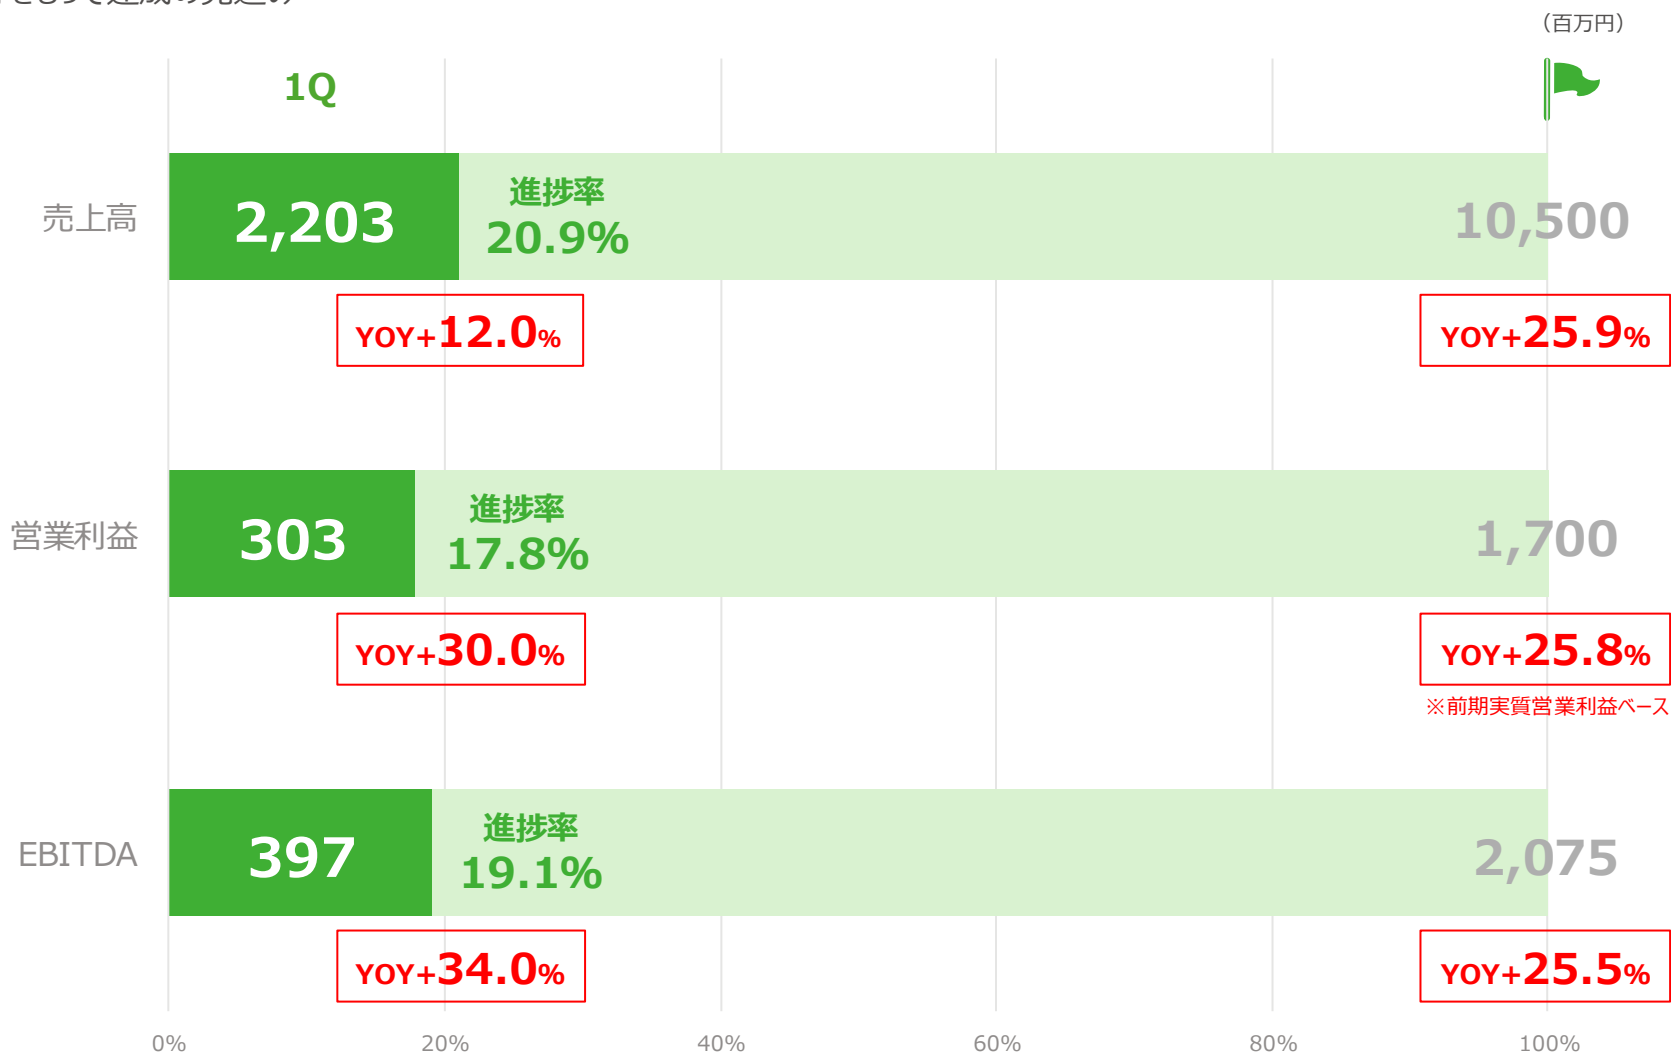 （百万円）
1Q
売上高
2,203
進捗率
20.9%
10,500
YOY+12.0%
YOY+25.9%
営業利益
303
進捗率
17.8%
1,700
YOY+30.0%
YOY+25.8%
※前期実質営業利益ベース
EBITDA
397
進捗率
19.1%
2,075
YOY+34.0%
YOY+25.5%
0%
20%
40%
60%
80%
100%